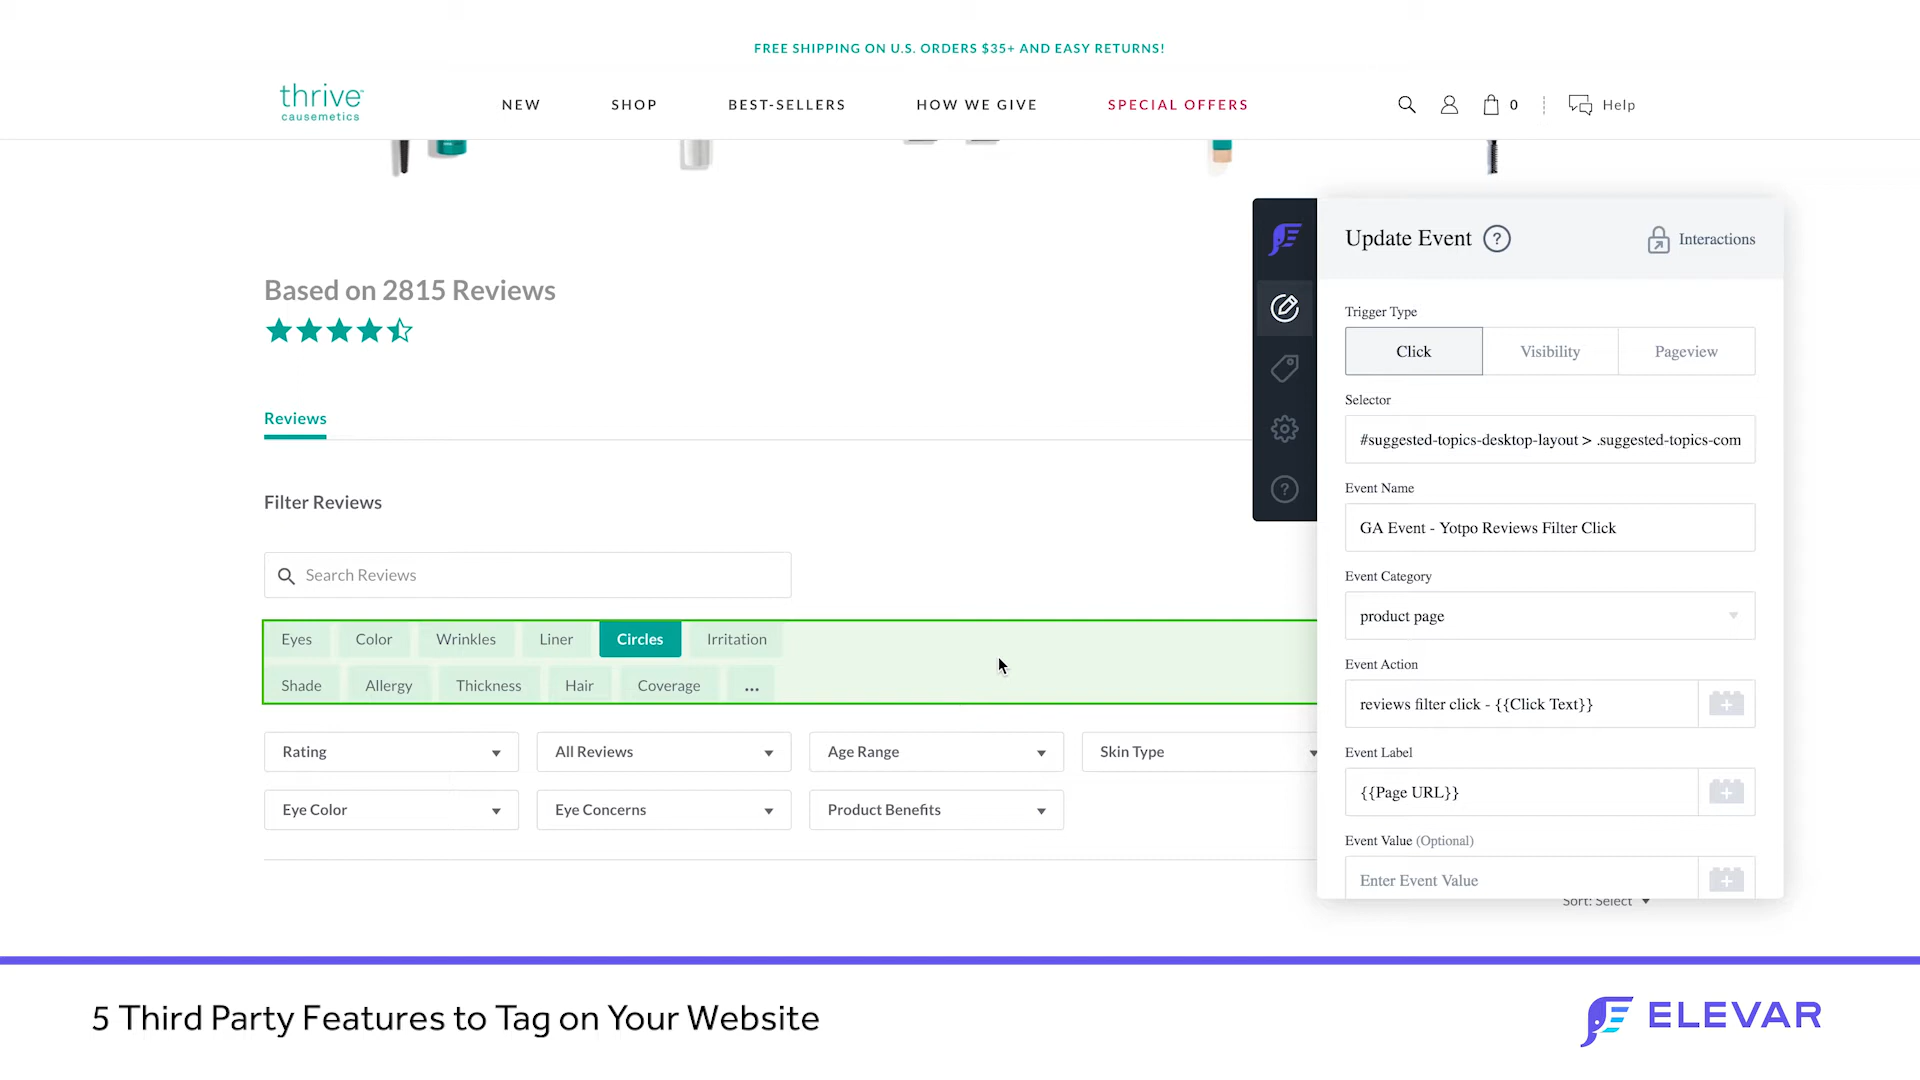 FREE SHIPPING ON U.S. ORDERS $35+ AND EASY RETURNS!
thrive
causemetics
NEW SHOP BEST-SELLERS HOW WE GIVE SPECIAL OFFERS 0 Help
Based on 2815 Reviews
Reviews
Filter Reviews
Search Reviews
Eyes Color Wrinkles Liner Circles Irritation
Shade Allergy Thickness Hair Coverage ...
Rating All Reviews Age Range Skin Type
Eye Color Eye Concerns Product Benefits
Update Event ? Interactions
Trigger Type
Click Visibility Pageview
Selector
#suggested-topics-desktop-layout > .suggested-topics-com
Event Name
GA Event - Yotpo Reviews Filter Click
Event Category
product page
Event Action
reviews filter click - {{Click Text}}
Event Label
{{Page URL}}
Event Value (Optional)
Enter Event Value
Sort: Select
5 Third Party Features to Tag on Your Website
ELEVAR